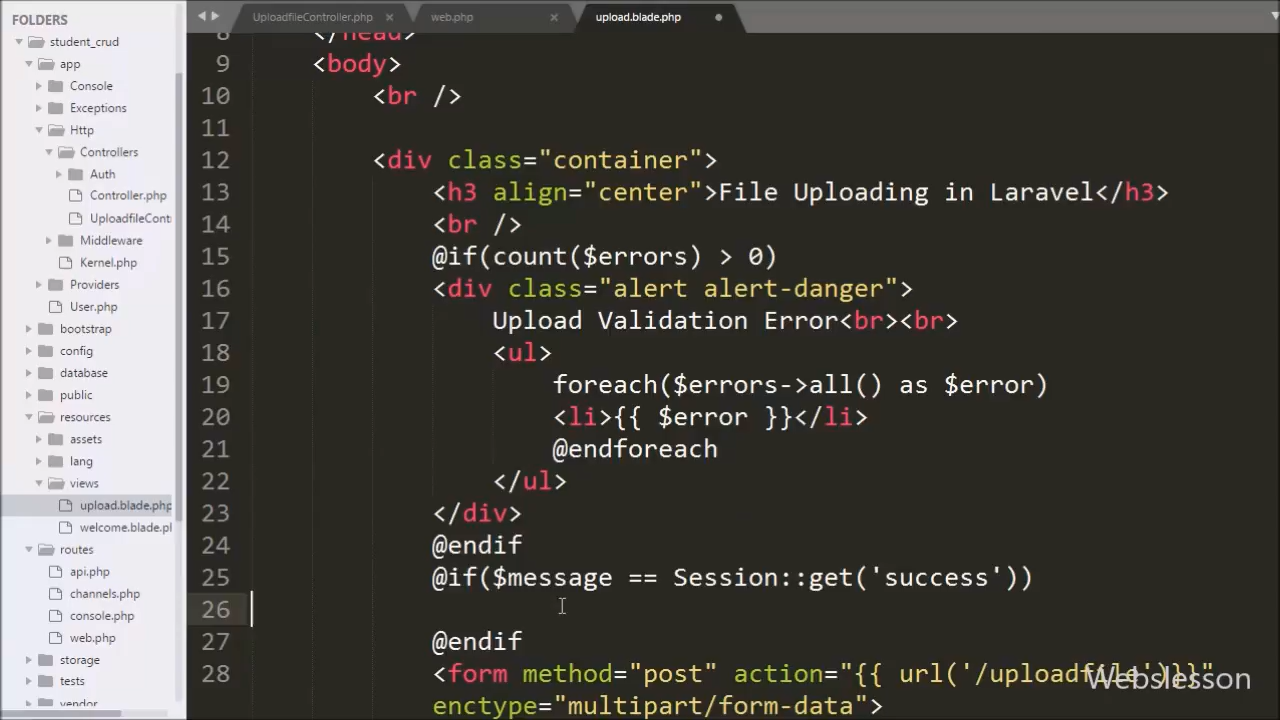 FOLDERS
student_crud
app
Console
Exceptions
Http
Controllers
Auth
Controller.php
UploadfileCont
Middleware
Kernel.php
Providers
User.php
bootstrap
config
database
public
resources
assets
lang
views
upload.blade.php
welcome.blade.pl
routes
api.php
channels.php
console.php
web.php
storage
tests
vendor
UploadfileController.php × web.php × upload.blade.php
8 </head>
9 <body>
10 <br />
11
12 <div class="container">
13 <h3 align="center">File Uploading in Laravel</h3>
14 <br />
15 @if(count($errors) > 0)
16 <div class="alert alert-danger">
17 Upload Validation Error<br><br>
18 <ul>
19 foreach($errors->all() as $error)
20 <li>{{ $error }}</li>
21 @endforeach
22 </ul>
23 </div>
24 @endif
25 @if($message == Session::get('success'))
26
27 @endif
28 <form method="post" action="{{ url('/uploadfile')}}"
enctype="multipart/form-data">
Webslesson